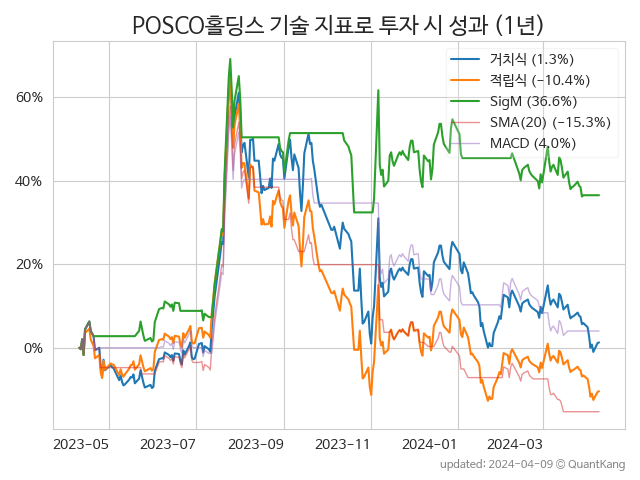 POSCO홀딩스 기술 지표로 투자 시 성과 (1년)
거치식 (1.3%)
적립식 (−10.4%)
SigM (36.6%)
SMA(20) (−15.3%)
MACD (4.0%)
60%
40%
20%
0%
2023-05 2023-07 2023-09 2023-11 2024-01 2024-03
updated: 2024-04-09 © QuantKang